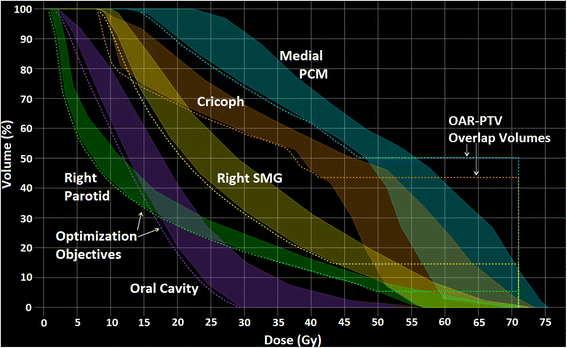 100
90
80
70
60
50
40
30
20
10
0
Volume (%)
Medial
PCM
Cricoph
OAR-PTV
Overlap Volumes
Right
Parotid
Right SMG
Optimization
Objectives
Oral Cavity
0 5 10 15 20 25 30 35 40 45 50 55 60 65 70 75
Dose (Gy)